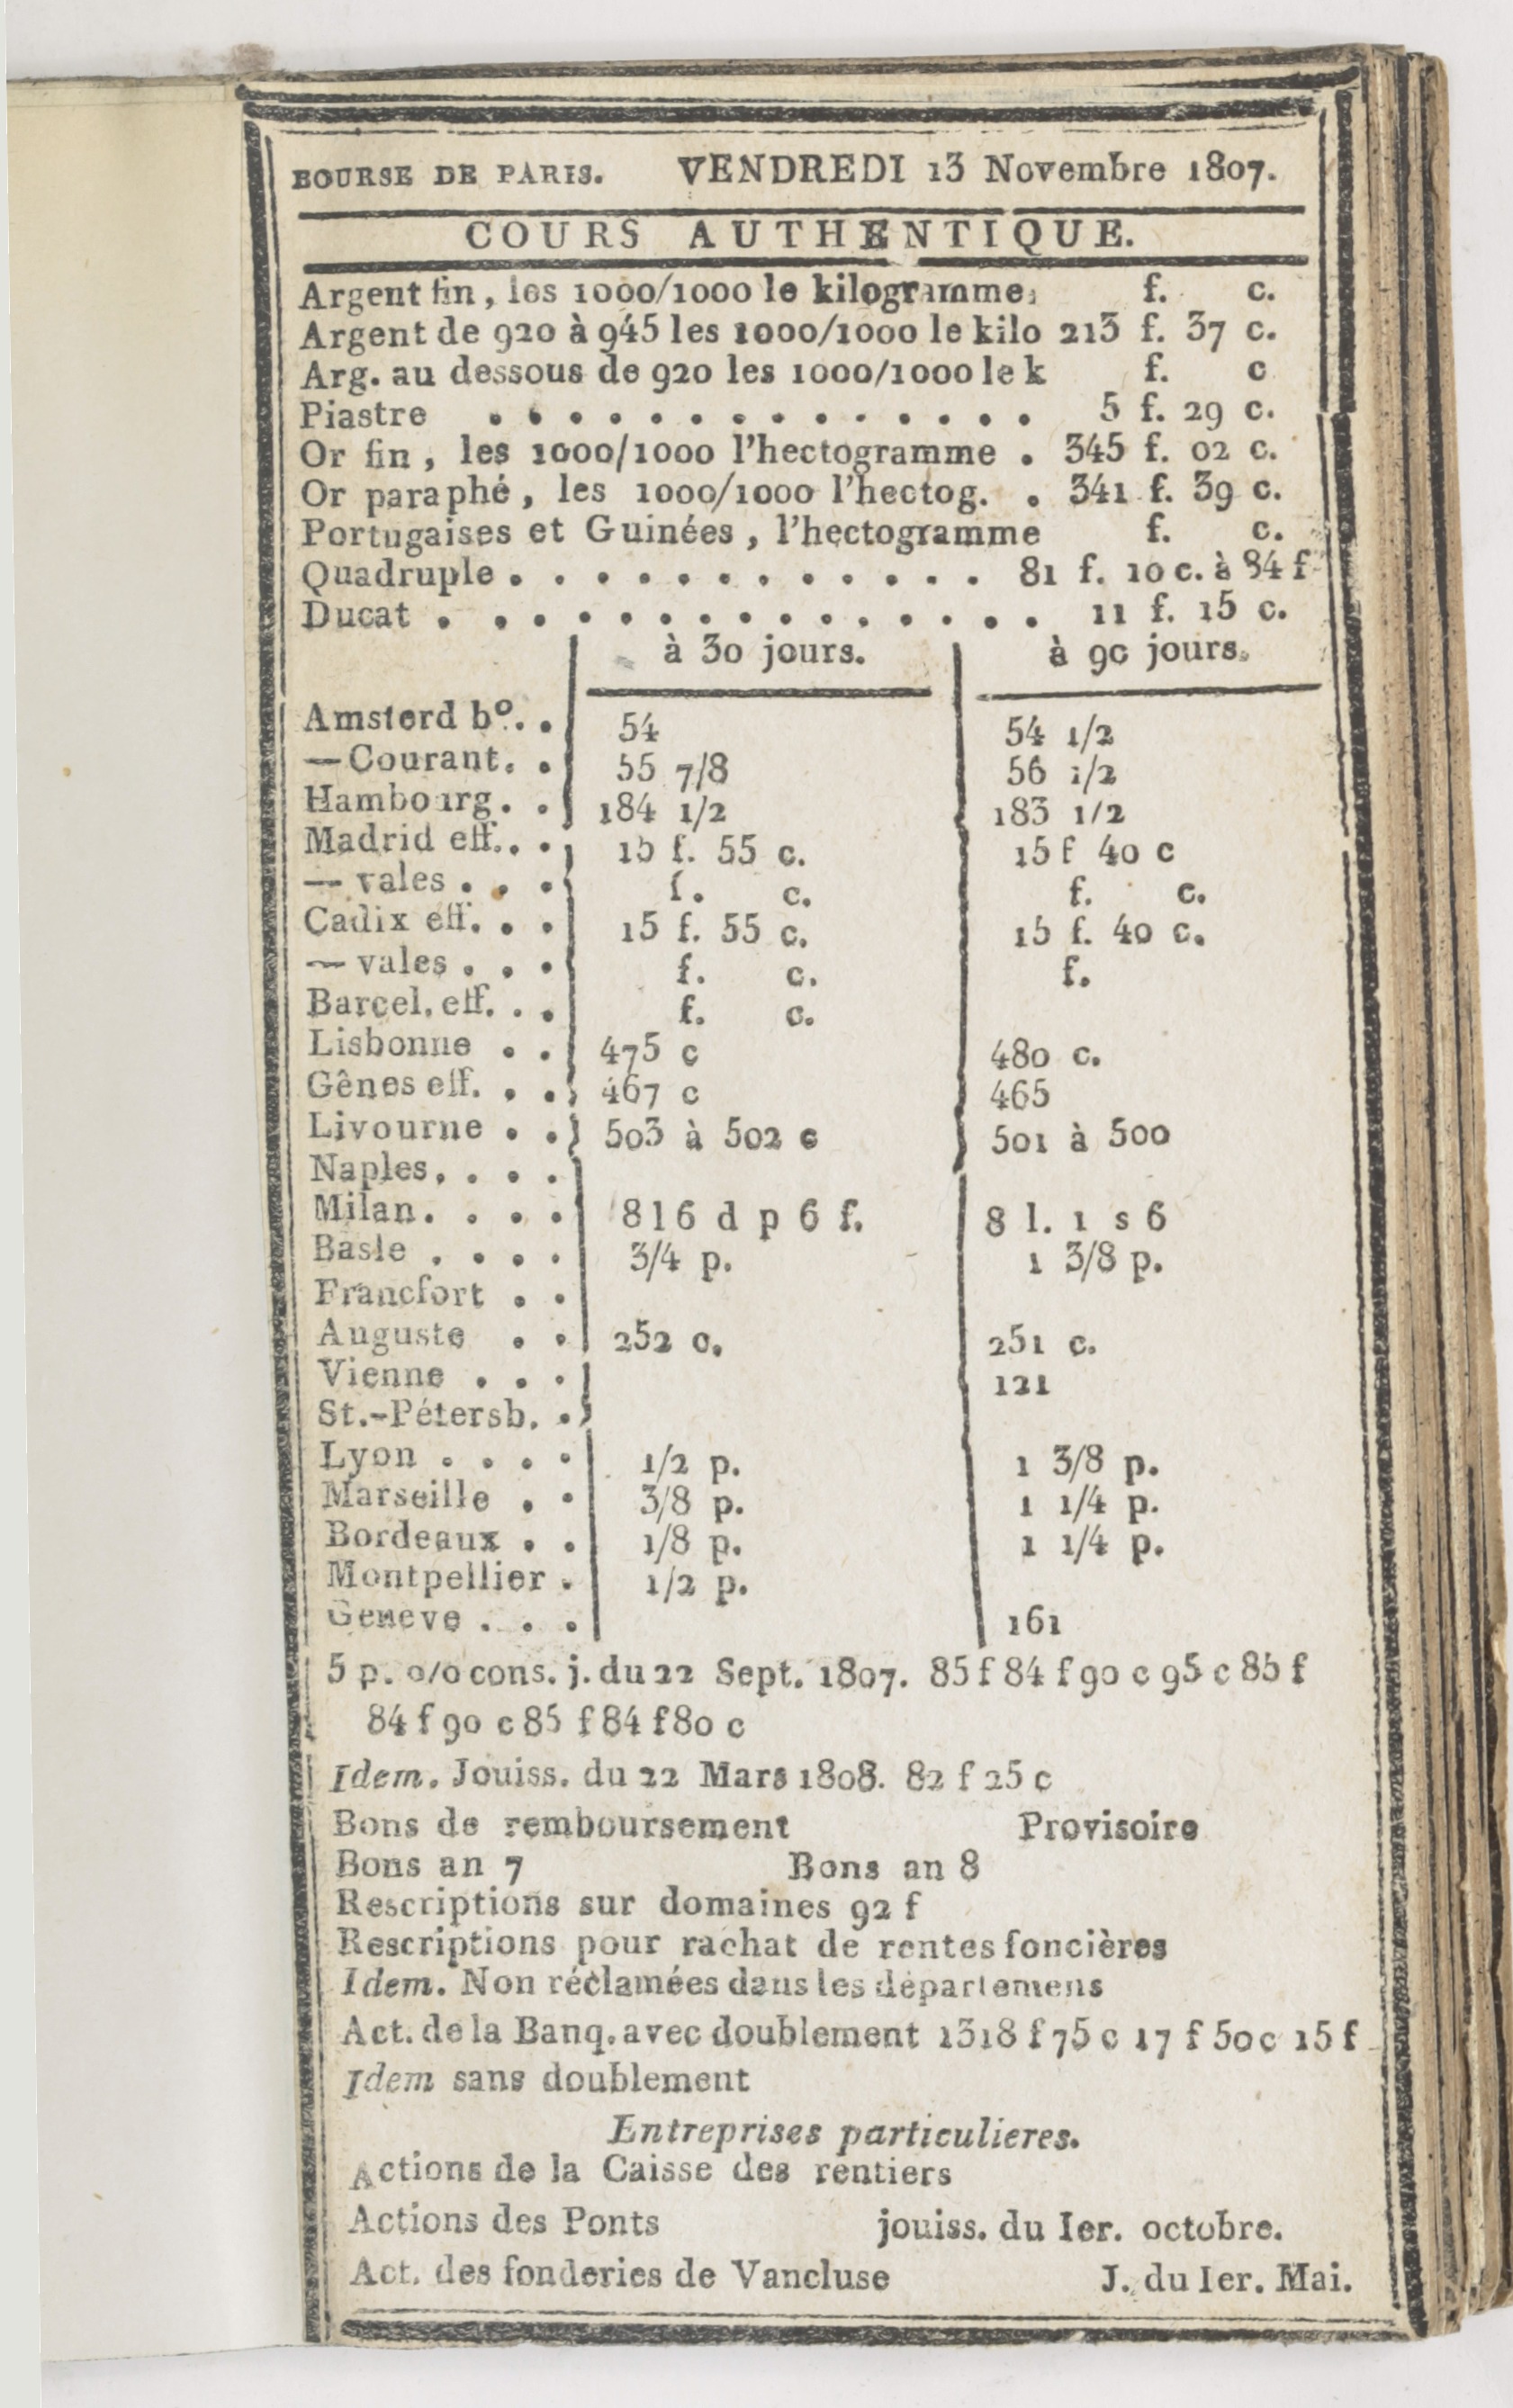 BOURSE DE PARIS. VENDREDI 13 Novembre 1807.
COURS AUTHENTIQUE.
Argent fin, les 1000/1000 le kilogramme, f. c.
Argent de 920 à 945 les 1000/1000 le kilo 213 f. 37 c.
Arg. au dessous de 920 les 1000/1000 le k f. c
Piastre . . . . . . . . . . . . . . 5 f. 29 c.
Or fin, les 1000/1000 l'hectogramme . 345 f. 02 c.
Or paraphé, les 1000/1000 l'hectog. . 341 f. 39 c.
Portugaises et Guinées, l'hectogramme f. c.
Quadruple . . . . . . . . . . . . 81 f. 10 c. à 84 f
Ducat . . . . . . . . . . . . . . . 11 f. 15 c.
à 30 jours. à 90 jours.
Amsterd bº. . 54 54 1/2
— Courant. . 55 7/8 56 1/2
Hambourg. . 184 1/2 183 1/2
Madrid eff. . . 15 f. 55 c. 15 f 40 c
— vales . . . f. c. f. c.
Cadix eff. . . 15 f. 55 c. 15 f. 40 c.
— vales . . . f. c. f.
Barcel. eff. . . f. c.
Lisbonne . . 475 c 480 c.
Gênes eff. . . 467 c 465
Livourne . . 503 à 502 c 501 à 500
Naples. . . .
Milan. . . . 8 l 6 d p 6 f. 8 l. 1 s 6
Basle . . . . 3/4 p. 1 3/8 p.
Francfort . .
Auguste . . 252 c. 251 c.
Vienne . . . 121
St.-Pétersb. .
Lyon . . . . 1/2 p. 1 3/8 p.
Marseille . . 3/8 p. 1 1/4 p.
Bordeaux . . 1/8 p. 1 1/4 p.
Montpellier . 1/2 p.
Geneve . . . 161
5 p. o/o cons. j. du 22 Sept. 1807. 85 f 84 f 90 c 95 c 85 f
84 f 90 c 85 f 84 f 80 c
Idem. Jouiss. du 22 Mars 1808. 82 f 25 c
Bons de remboursement Provisoire
Bons an 7 Bons an 8
Rescriptions sur domaines 92 f
Rescriptions pour rachat de rentes foncières
Idem. Non réclamées dans les départemens
Act. de la Banq. avec doublement 1318 f 75 c 17 f 50 c 15 f
Idem sans doublement
Entreprises particulieres.
Actions de la Caisse des rentiers
Actions des Ponts jouiss. du Ier. octobre.
Act. des fonderies de Vancluse J. du Ier. Mai.